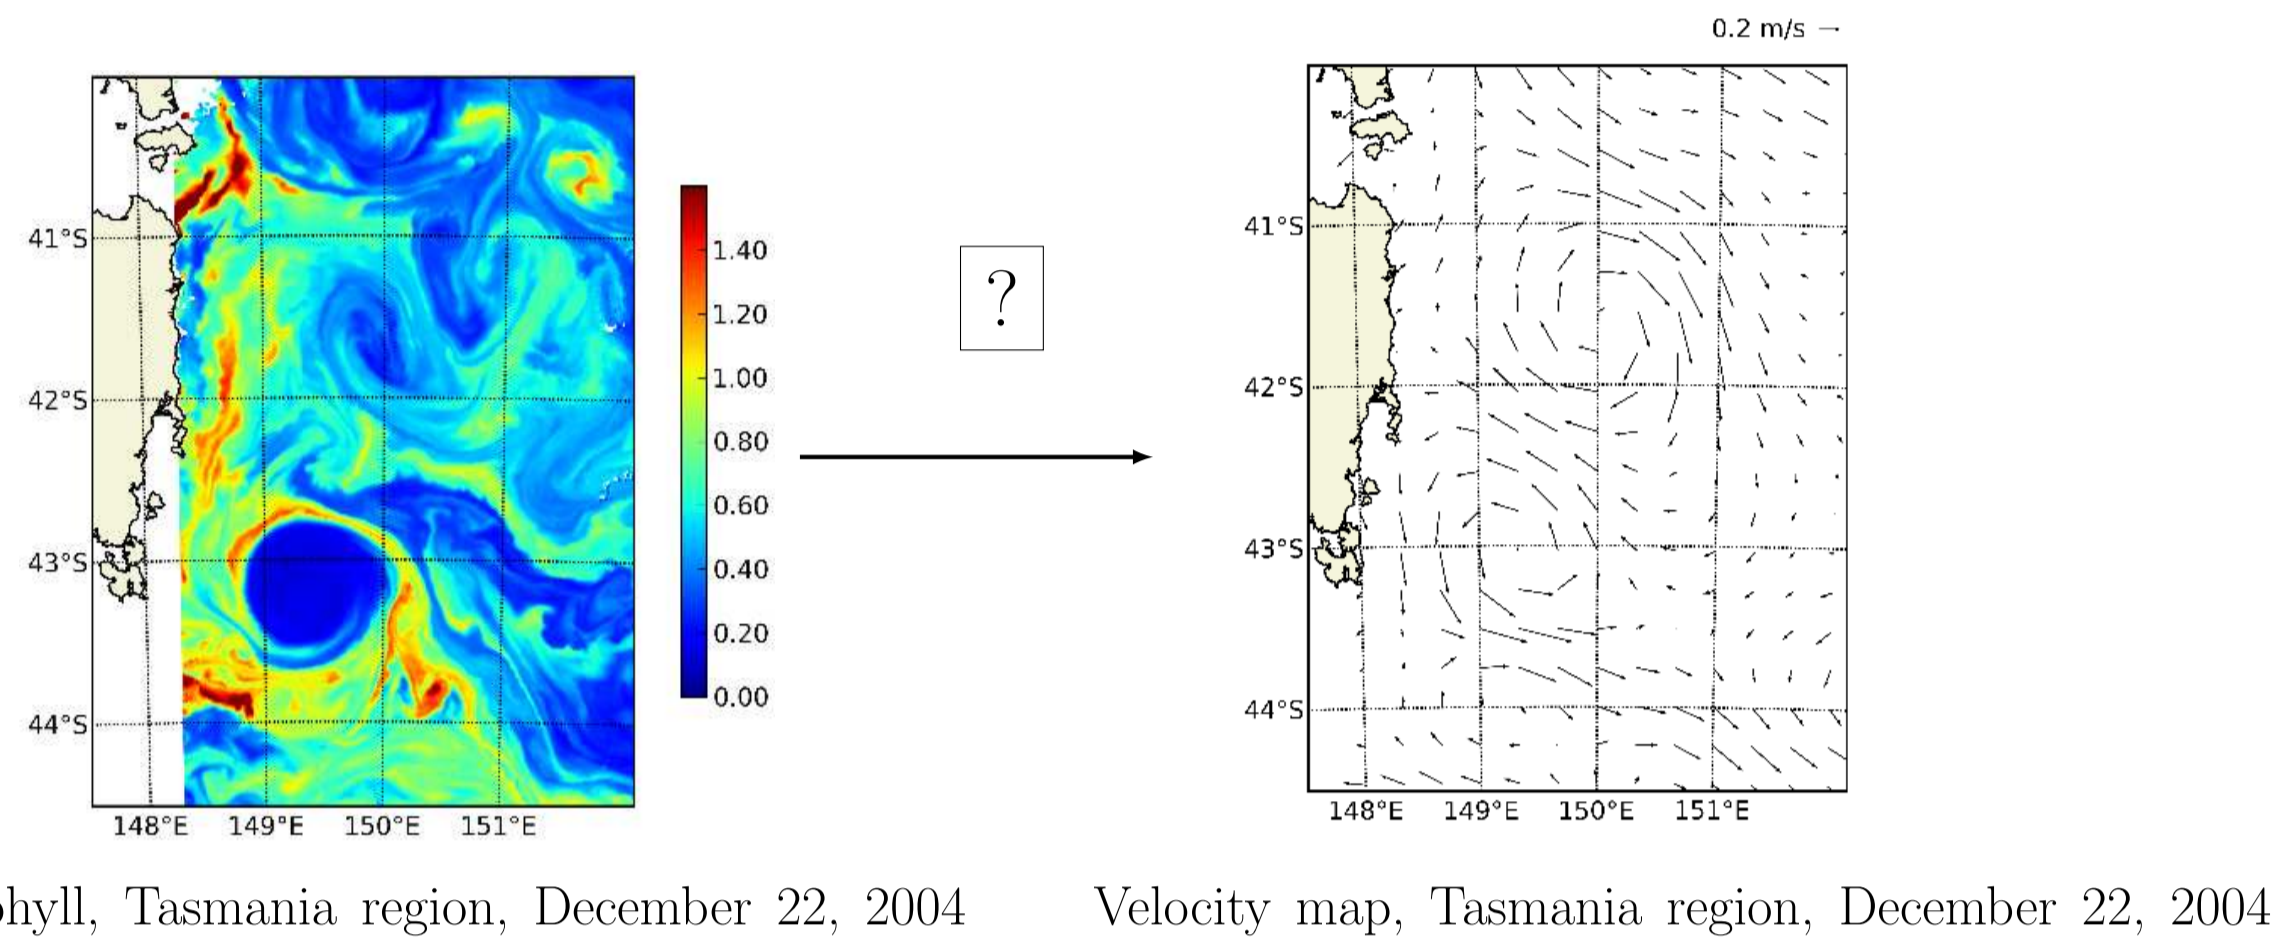 0.2 m/s
41°S
42°S
43°S
44°S
148°E 149°E 150°E 151°E
1.40
1.20
1.00
0.80
0.60
0.40
0.20
0.00
?
41°S
42°S
43°S
44°S
148°E 149°E 150°E 151°E
phyll, Tasmania region, December 22, 2004
Velocity map, Tasmania region, December 22, 2004